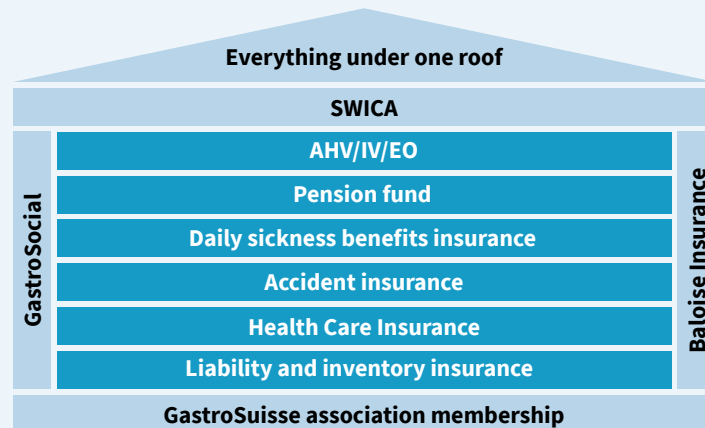 Everything under one roof
SWICA
GastroSocial
AHV/IV/EO
Pension fund
Daily sickness benefits insurance
Accident insurance
Health Care Insurance
Liability and inventory insurance
Baloise Insurance
GastroSuisse association membership